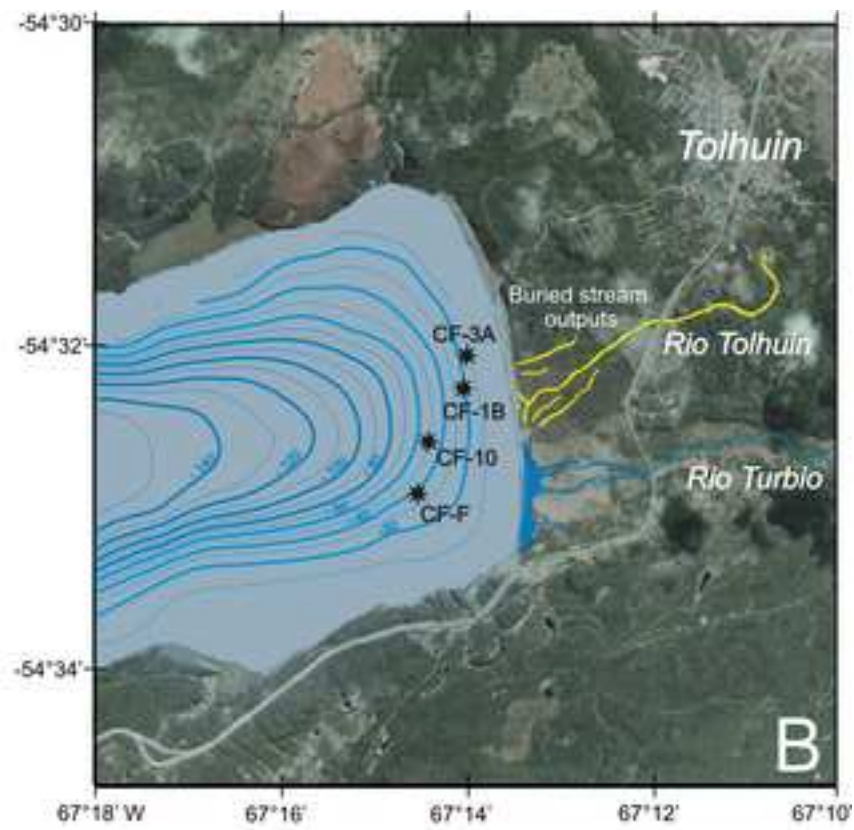 -54°30'
Tolhuin
Buried stream
outputs
CF-3A
-54°32'
Rio Tolhuin
CF-1B
CF-10
Rio Turbio
CF-F
-54°34'
B
67°18' W
67°16'
67°14'
67°12'
67°10'